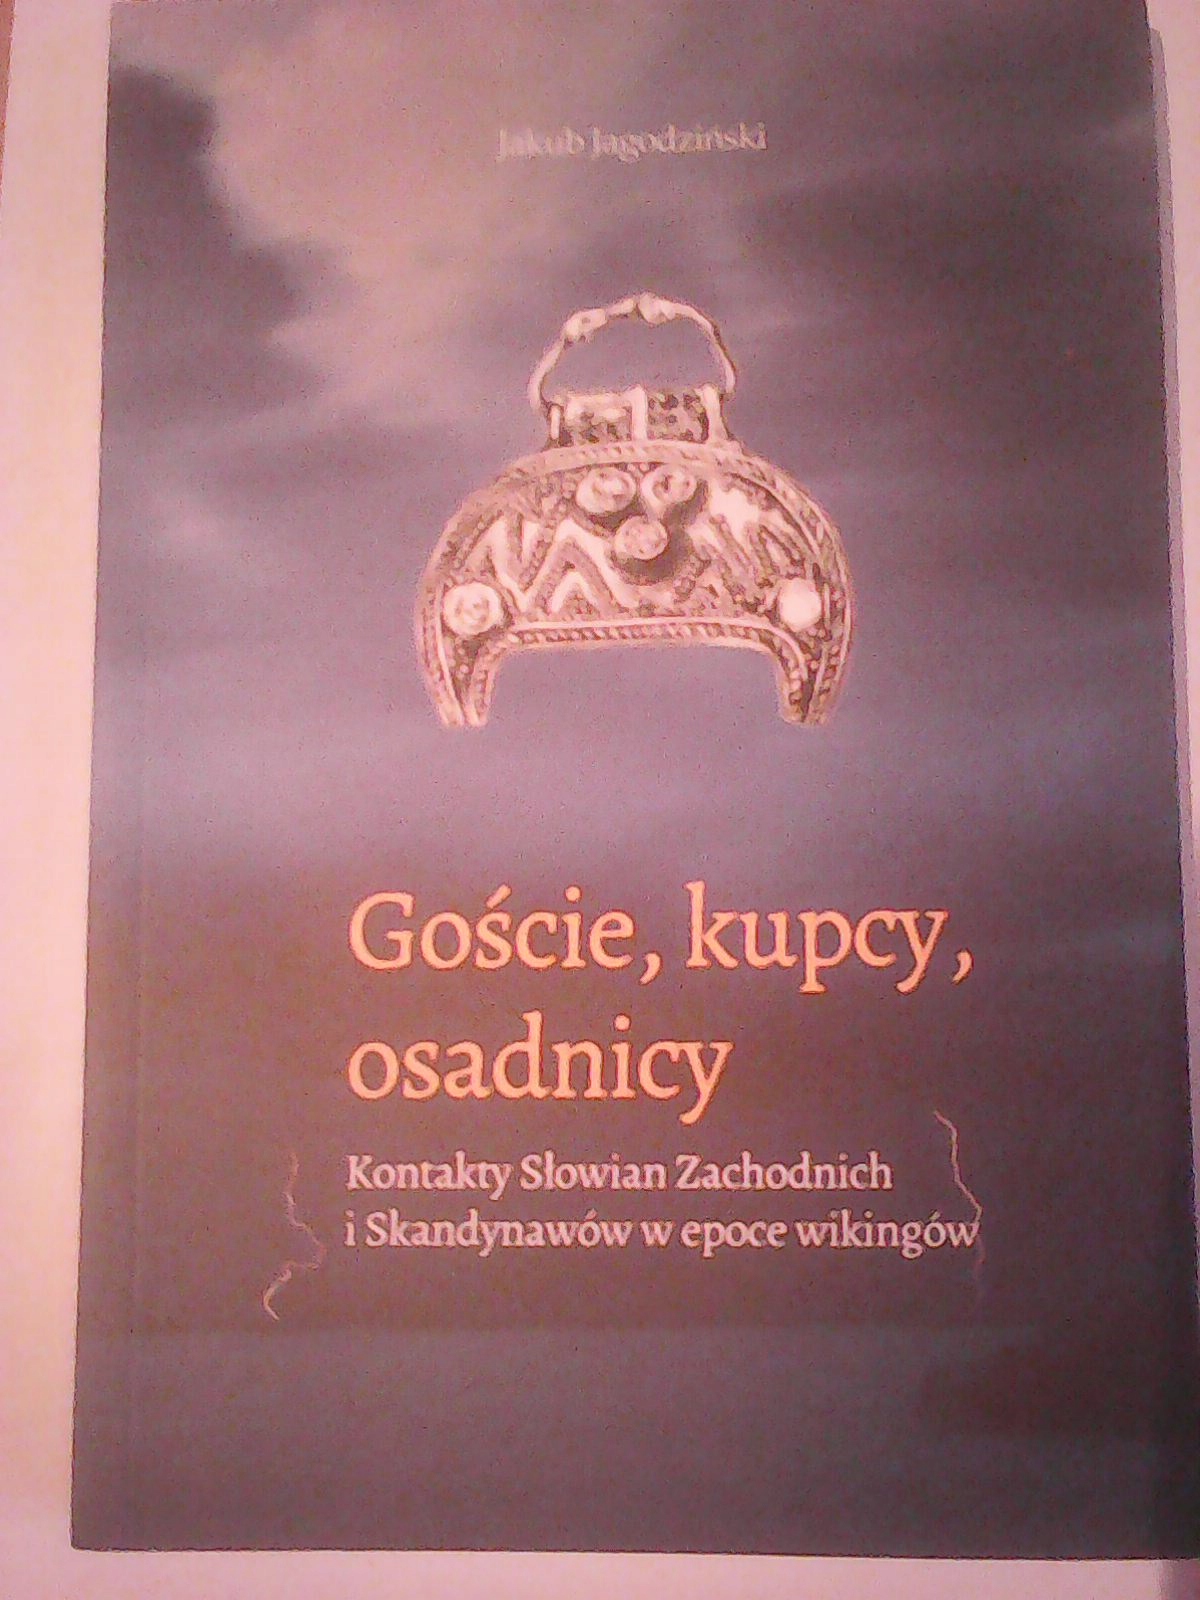 Jakub Jagodziński
Goście, kupcy,
osadnicy
Kontakty Słowian Zachodnich
i Skandynawów w epoce wikingów